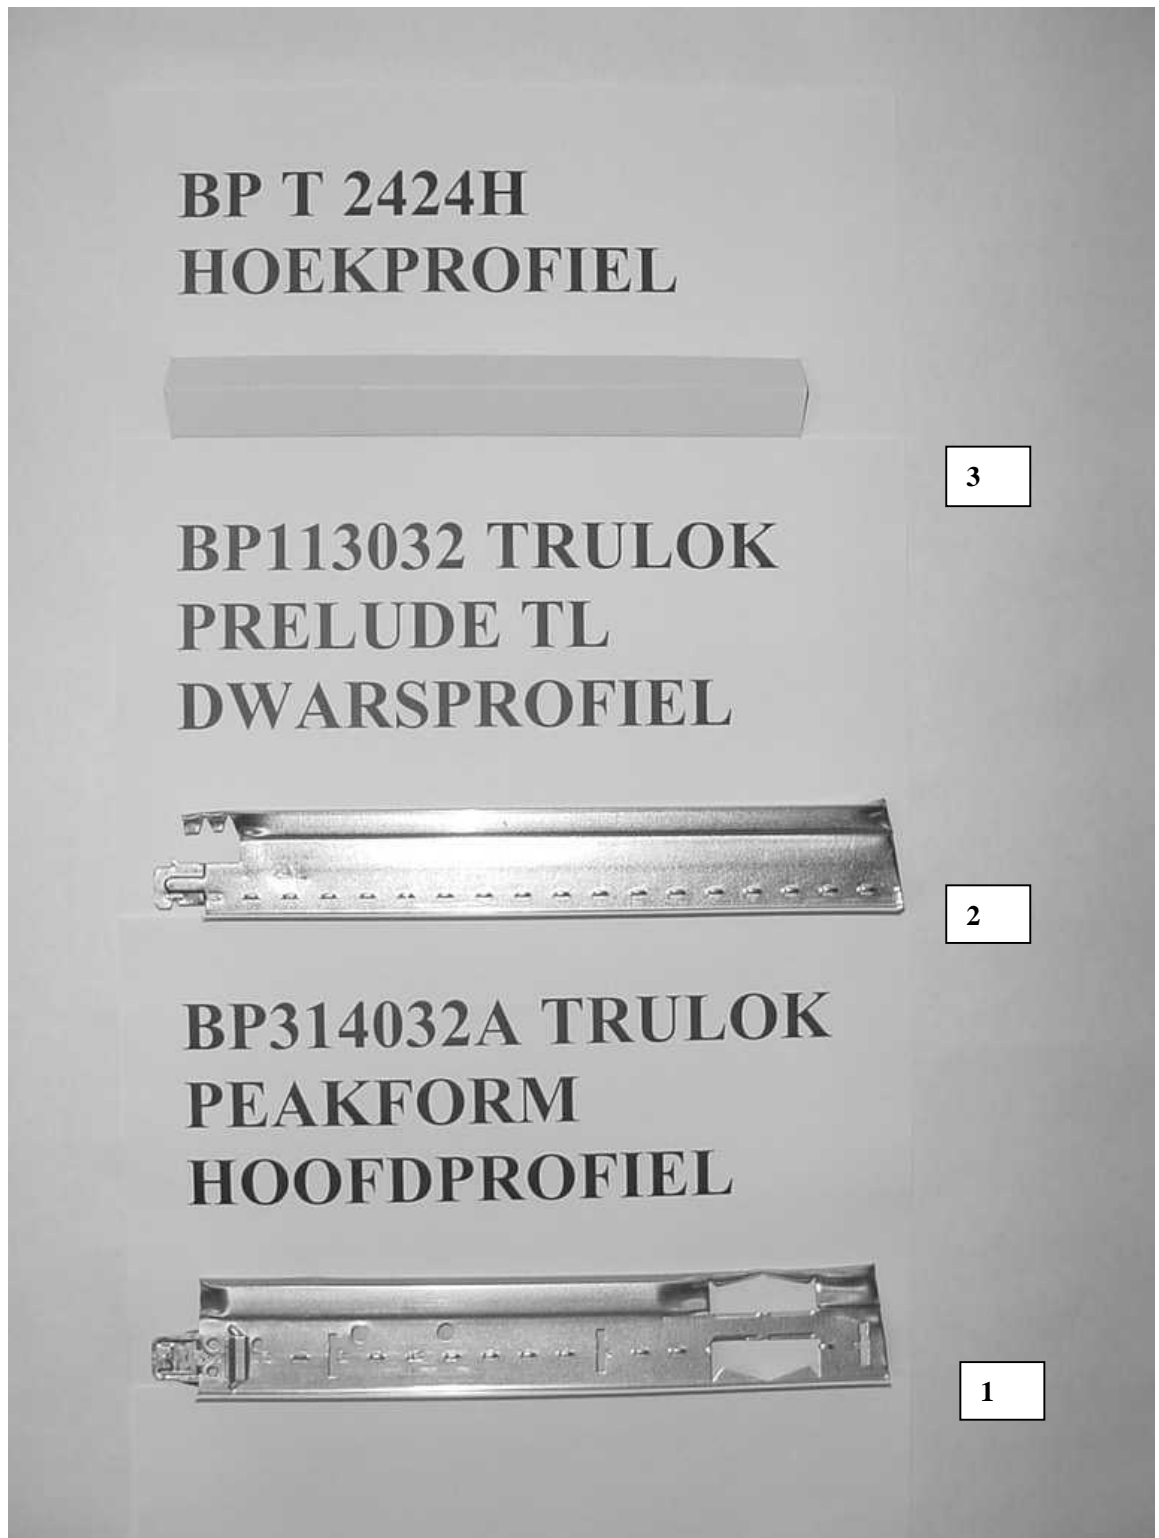 BP T 2424H
HOEKPROFIEL
3
BP113032 TRULOK
PRELUDE TL
DWARSPROFIEL
2
BP314032A TRULOK
PEAKFORM
HOOFDPROFIEL
1